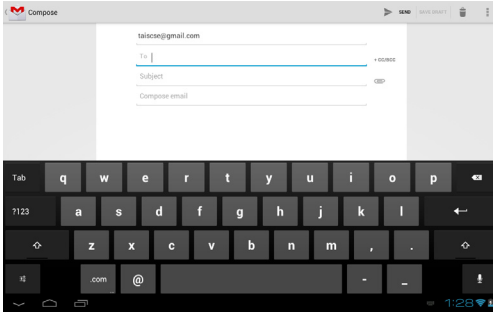 Compose
SEND
SAVE DRAFT
taiscse@gmail.com
To
+ CC/BCC
Subject
Compose email
Tab q w e r t y u i o p
?123 a s d f g h j k l
z x c v b n m , .
.com @ - _
1:28